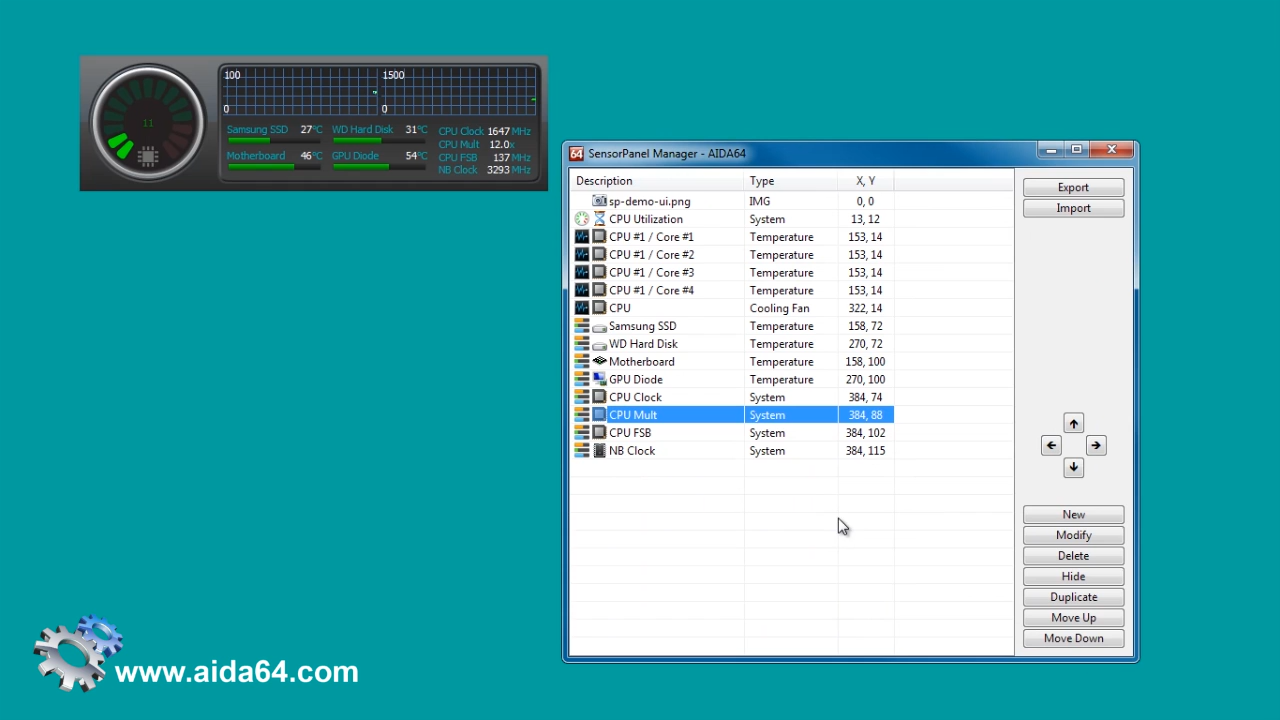 100
1500
0
0
11
Samsung SSD 27°C
WD Hard Disk 31°C
Motherboard 46°C
GPU Diode 54°C
CPU Clock 1647 MHz
CPU Mult 12.0x
CPU FSB 137 MHz
NB Clock 3293 MHz
64 SensorPanel Manager - AIDA64
Description Type X, Y
sp-demo-ui.png IMG 0, 0
CPU Utilization System 13, 12
CPU #1 / Core #1 Temperature 153, 14
CPU #1 / Core #2 Temperature 153, 14
CPU #1 / Core #3 Temperature 153, 14
CPU #1 / Core #4 Temperature 153, 14
CPU Cooling Fan 322, 14
Samsung SSD Temperature 158, 72
WD Hard Disk Temperature 270, 72
Motherboard Temperature 158, 100
GPU Diode Temperature 270, 100
CPU Clock System 384, 74
CPU Mult System 384, 88
CPU FSB System 384, 102
NB Clock System 384, 115
Export
Import
New
Modify
Delete
Hide
Duplicate
Move Up
Move Down
www.aida64.com